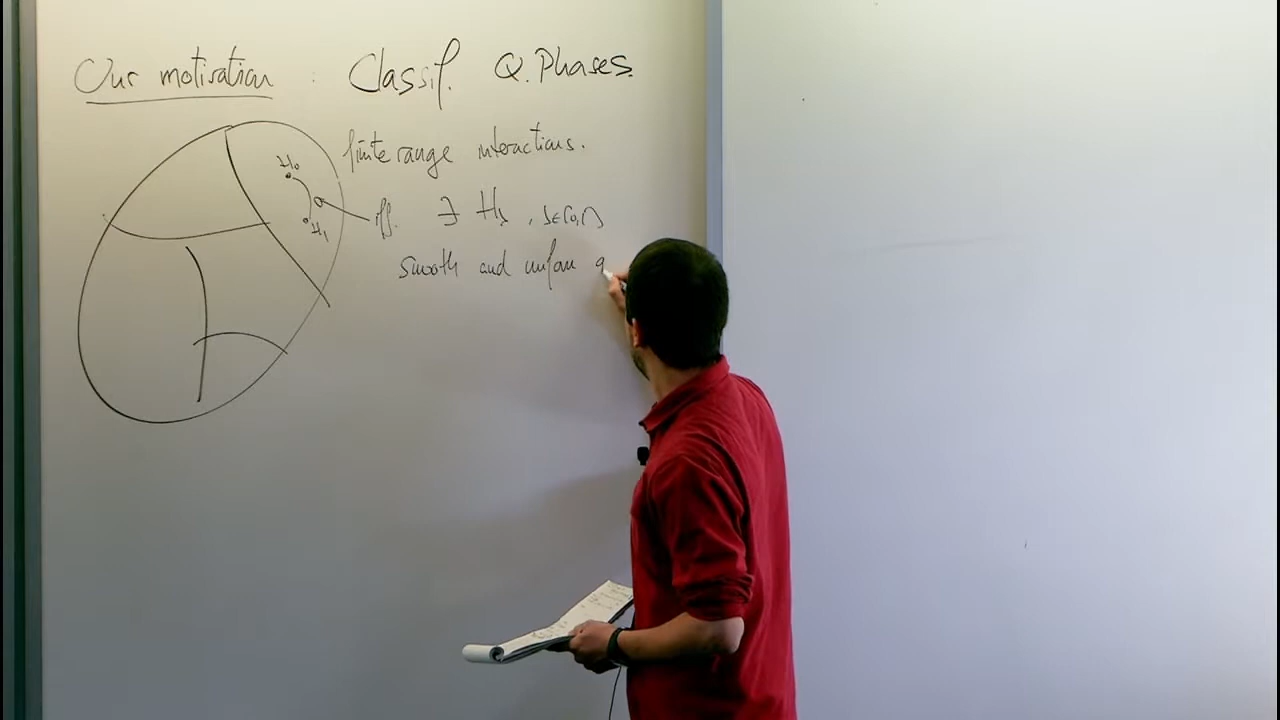 Our motivation : Classif. Q. Phases.
finite range interactions.
H₀
iff. ∃ Hₛ , s∈[0,1]
H₁
smooth and unifom g